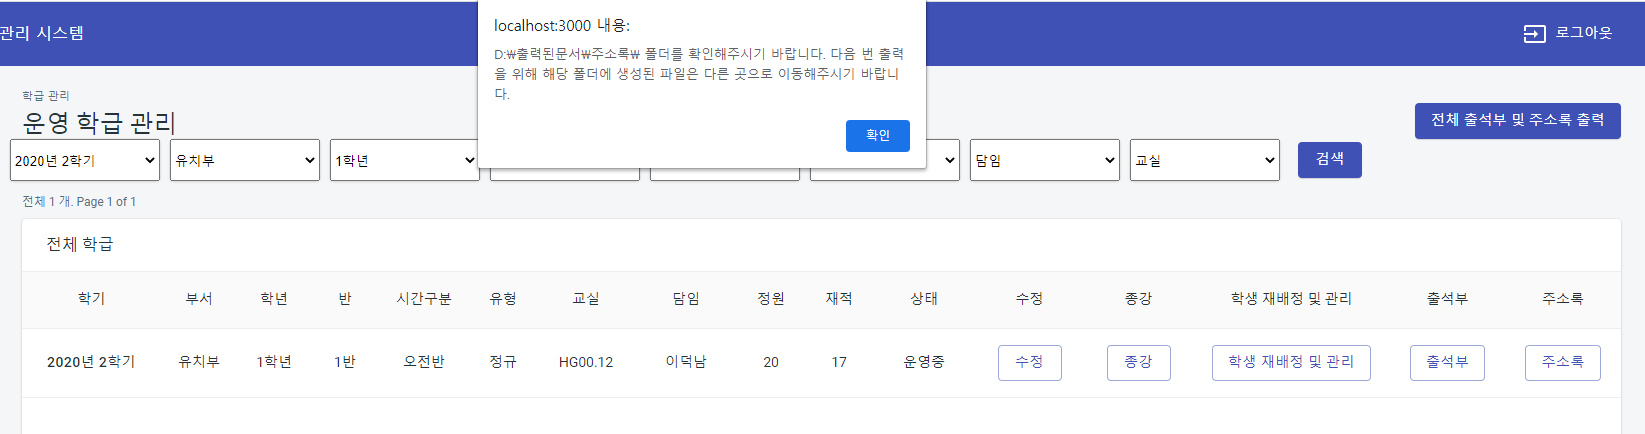 관리 시스템
로그아웃
localhost:3000 내용:
D:₩출력된문서₩주소록₩ 폴더를 확인해주시기 바랍니다. 다음 번 출력
을 위해 해당 폴더에 생성된 파일은 다른 곳으로 이동해주시기 바랍니
다.
확인
학급 관리
운영 학급 관리
전체 출석부 및 주소록 출력
2020년 2학기 유치부 1학년 담임 교실 검색
전체 1 개. Page 1 of 1
전체 학급
학기 부서 학년 반 시간구분 유형 교실 담임 정원 재적 상태 수정 종강 학생 재배정 및 관리 출석부 주소록
2020년 2학기 유치부 1학년 1반 오전반 정규 HG00.12 이덕남 20 17 운영중 수정 종강 학생 재배정 및 관리 출석부 주소록